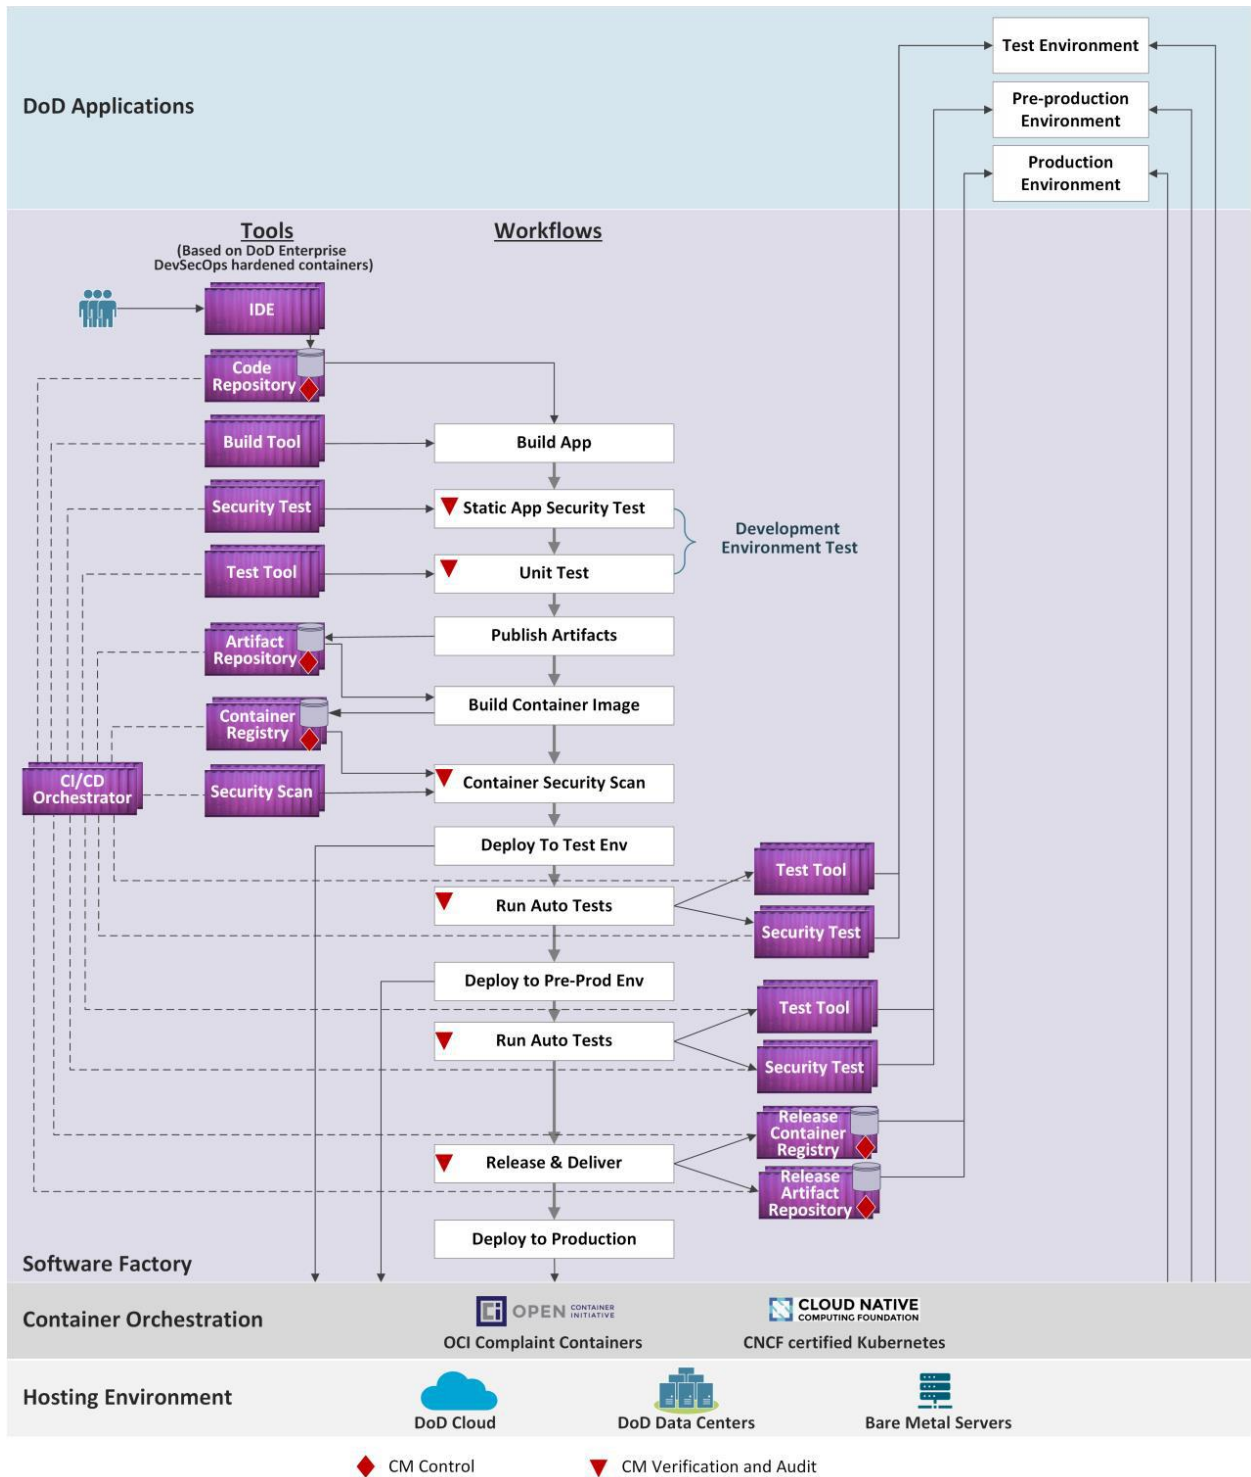 DoD Applications
Test Environment
Pre-production
Environment
Production
Environment
Tools
(Based on DoD Enterprise
DevSecOps hardened containers)
Workflows
IDE
Code
Repository
Build Tool
Build App
Security Test
Static App Security Test
Development
Environment Test
Test Tool
Unit Test
Artifact
Repository
Publish Artifacts
Container
Registry
Build Container Image
CI/CD
Orchestrator
Security Scan
Container Security Scan
Deploy To Test Env
Test Tool
Run Auto Tests
Security Test
Deploy to Pre-Prod Env
Test Tool
Run Auto Tests
Security Test
Release
Container
Registry
Release & Deliver
Release
Artifact
Repository
Deploy to Production
Software Factory
Container Orchestration
Ci OPEN CONTAINER
INITIATIVE
OCI Complaint Containers
CLOUD NATIVE
COMPUTING FOUNDATION
CNCF certified Kubernetes
Hosting Environment
DoD Cloud
DoD Data Centers
Bare Metal Servers
CM Control
CM Verification and Audit